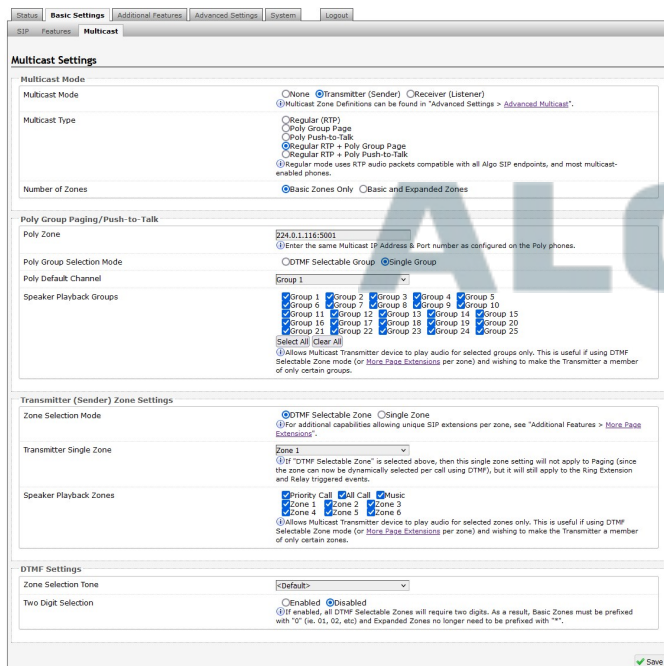 Status Basic Settings Additional Features Advanced Settings System Logout
SIP Features Multicast
Multicast Settings
Multicast Mode
Multicast Mode
None Transmitter (Sender) Receiver (Listener)
Multicast Zone Definitions can be found in "Advanced Settings > Advanced Multicast".
Multicast Type
Regular (RTP)
Poly Group Page
Poly Push-to-Talk
Regular RTP + Poly Group Page
Regular RTP + Poly Push-to-Talk
Regular mode uses RTP audio packets compatible with all Algo SIP endpoints, and most multicast-
enabled phones.
Number of Zones
Basic Zones Only Basic and Expanded Zones
Poly Group Paging/Push-to-Talk
Poly Zone
224.0.1.116:5001
Enter the same Multicast IP Address & Port number as configured on the Poly phones.
Poly Group Selection Mode
DTMF Selectable Group Single Group
Poly Default Channel
Group 1
Speaker Playback Groups
Group 1 Group 2 Group 3 Group 4 Group 5
Group 6 Group 7 Group 8 Group 9 Group 10
Group 11 Group 12 Group 13 Group 14 Group 15
Group 16 Group 17 Group 18 Group 19 Group 20
Group 21 Group 22 Group 23 Group 24 Group 25
Select All Clear All
Allows Multicast Transmitter device to play audio for selected groups only. This is useful if using DTMF
Selectable Zone mode (or More Page Extensions per zone) and wishing to make the Transmitter a member
of only certain groups.
Transmitter (Sender) Zone Settings
Zone Selection Mode
DTMF Selectable Zone Single Zone
For additional capabilities allowing unique SIP extensions per zone, see "Additional Features > More Page
Extensions".
Transmitter Single Zone
Zone 1
If "DTMF Selectable Zone" is selected above, then this single zone setting will not apply to Paging (since
the zone can now be dynamically selected per call using DTMF), but it will still apply to the Ring Extension
and Relay triggered events.
Speaker Playback Zones
Priority Call All Call Music
Zone 1 Zone 2 Zone 3
Zone 4 Zone 5 Zone 6
Allows Multicast Transmitter device to play audio for selected zones only. This is useful if using DTMF
Selectable Zone mode (or More Page Extensions per zone) and wishing to make the Transmitter a member
of only certain zones.
DTMF Settings
Zone Selection Tone
<Default>
Two Digit Selection
Enabled Disabled
If enabled, all DTMF Selectable Zones will require two digits. As a result, Basic Zones must be prefixed
with "0" (ie. 01, 02, etc) and Expanded Zones no longer need to be prefixed with "*".
Save